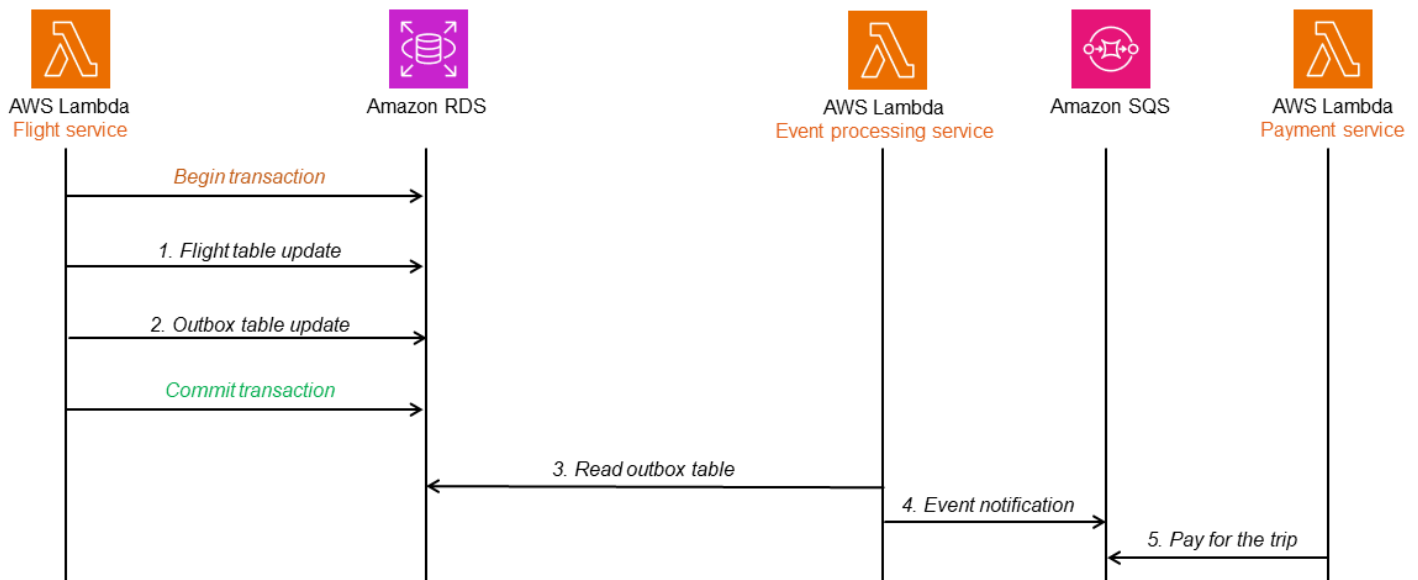 AWS Lambda
Flight service
Amazon RDS
AWS Lambda
Event processing service
Amazon SQS
AWS Lambda
Payment service
Begin transaction
1. Flight table update
2. Outbox table update
Commit transaction
3. Read outbox table
4. Event notification
5. Pay for the trip